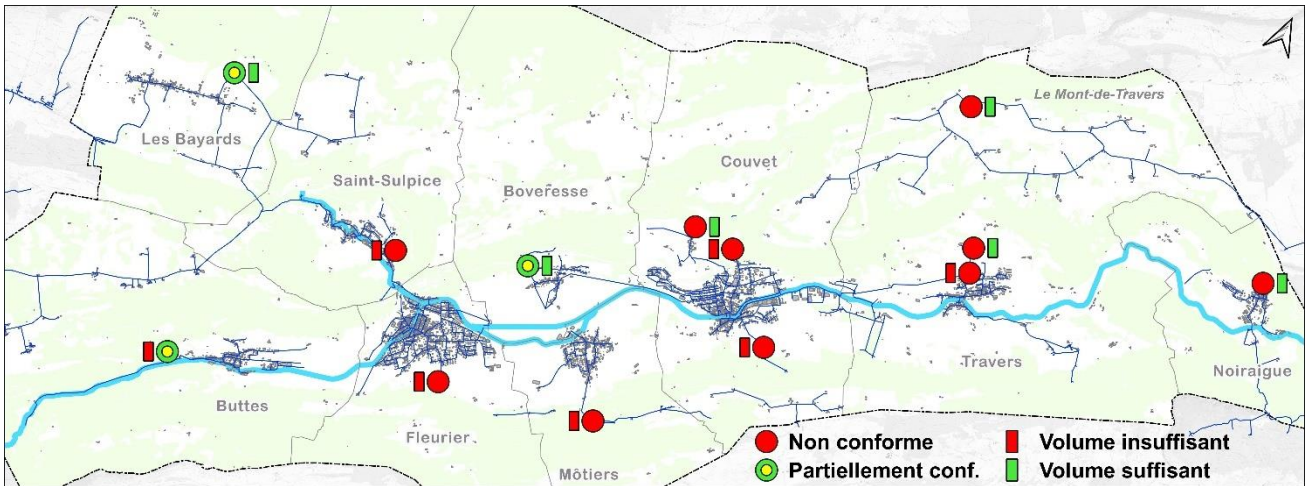 Le Mont-de-Travers
Les Bayards
Couvet
Saint-Sulpice
Boveresse
Travers
Noiraigue
Buttes
Fleurier
Môtiers
Non conforme
Volume insuffisant
Partiellement conf.
Volume suffisant